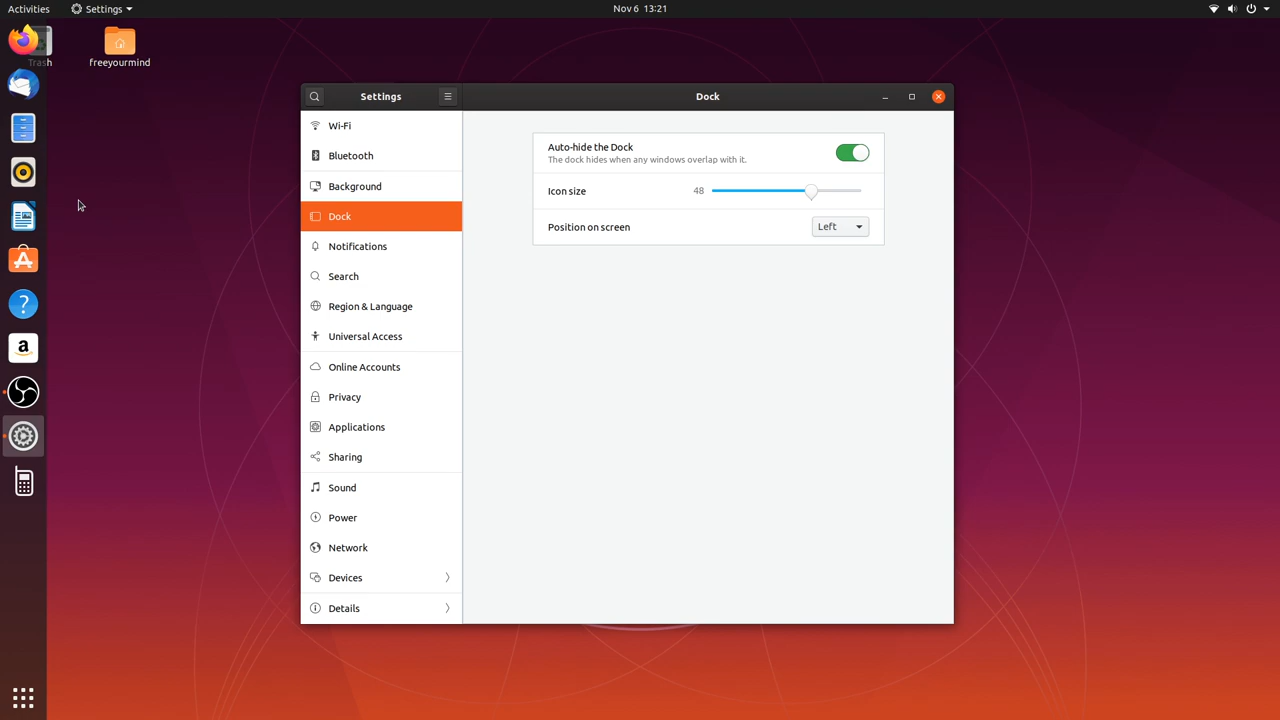 Activities
Settings
Nov 6 13:21
Trash
freeyourmind
Settings
Dock
Wi-Fi
Bluetooth
Background
Dock
Notifications
Search
Region & Language
Universal Access
Online Accounts
Privacy
Applications
Sharing
Sound
Power
Network
Devices
Details
Auto-hide the Dock
The dock hides when any windows overlap with it.
Icon size
48
Position on screen
Left
?
a